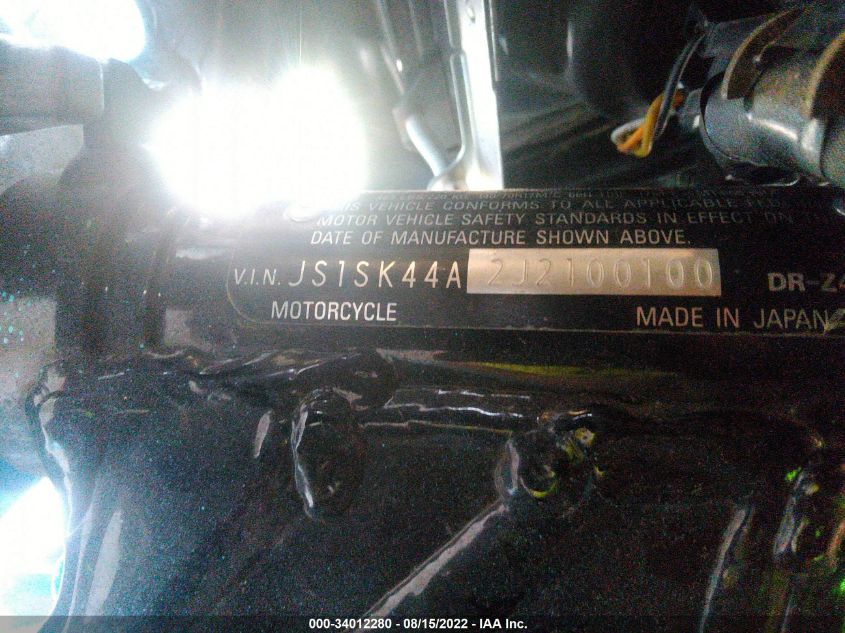 THIS VEHICLE CONFORMS TO ALL APPLICABLE
MOTOR VEHICLE SAFETY STANDARDS IN EFFECT ON
DATE OF MANUFACTURE SHOWN ABOVE.
V.I.N. JS1SK44A 2J2100100 DR-Z4
MOTORCYCLE MADE IN JAPAN
000-34012280 - 08/15/2022 - IAA Inc.